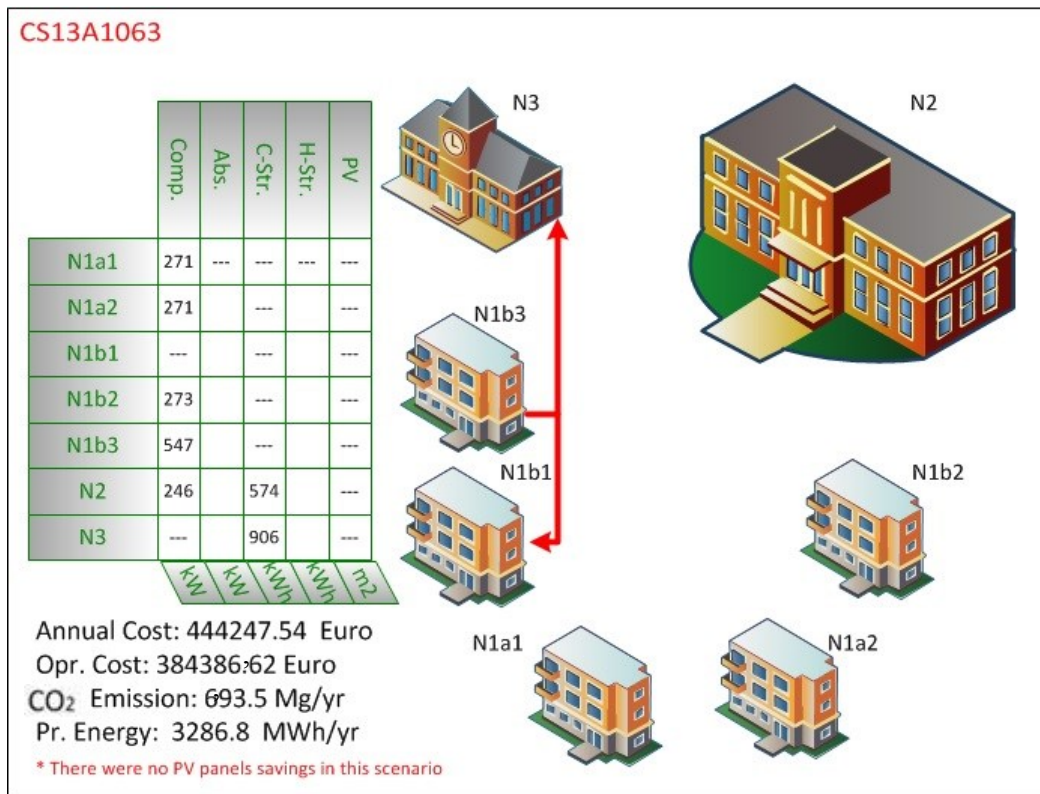 CS13A1063
N3
N2
Comp. Abs. C-Str. H-Str. PV
N1a1 271 --- --- --- ---
N1a2 271 --- ---
N1b1 --- --- ---
N1b2 273 --- ---
N1b3 547 --- ---
N2 246 574 ---
N3 --- 906 ---
kW kW kWh kWh m2
N1b3
N1b1
N1b2
N1a1
N1a2
Annual Cost: 444247.54 Euro
Opr. Cost: 384386.62 Euro
CO2 Emission: 693.5 Mg/yr
Pr. Energy: 3286.8 MWh/yr
* There were no PV panels savings in this scenario